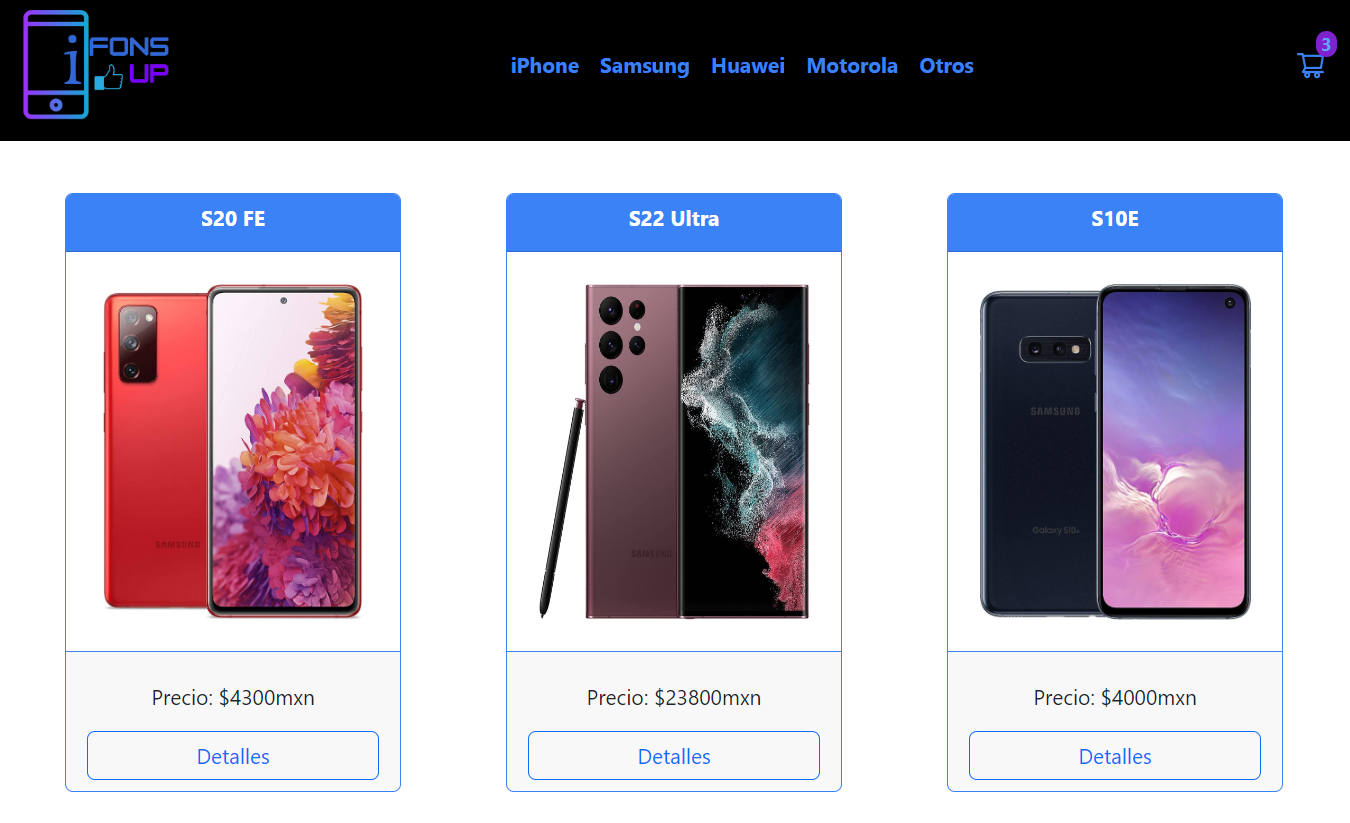 iFONS
UP
iPhone Samsung Huawei Motorola Otros
3
S20 FE
S22 Ultra
S10E
SAMSUNG
SAMSUNG
SAMSUNG
Galaxy S10e
Precio: $4300mxn
Precio: $23800mxn
Precio: $4000mxn
Detalles
Detalles
Detalles